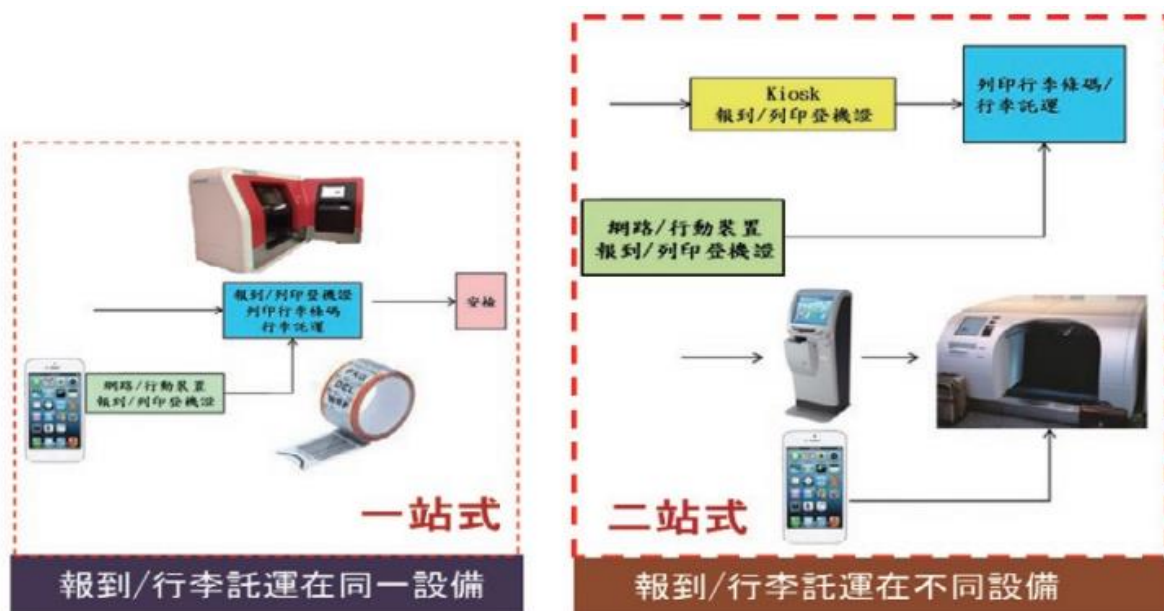 報到/列印登機證
列印行李條碼
行李託運
安檢
網路/行動裝置
報到/列印登機證
一站式
報到/行李託運在同一設備
Kiosk
報到/列印登機證
列印行李條碼/
行李託運
網路/行動裝置
報到/列印登機證
二站式
報到/行李託運在不同設備